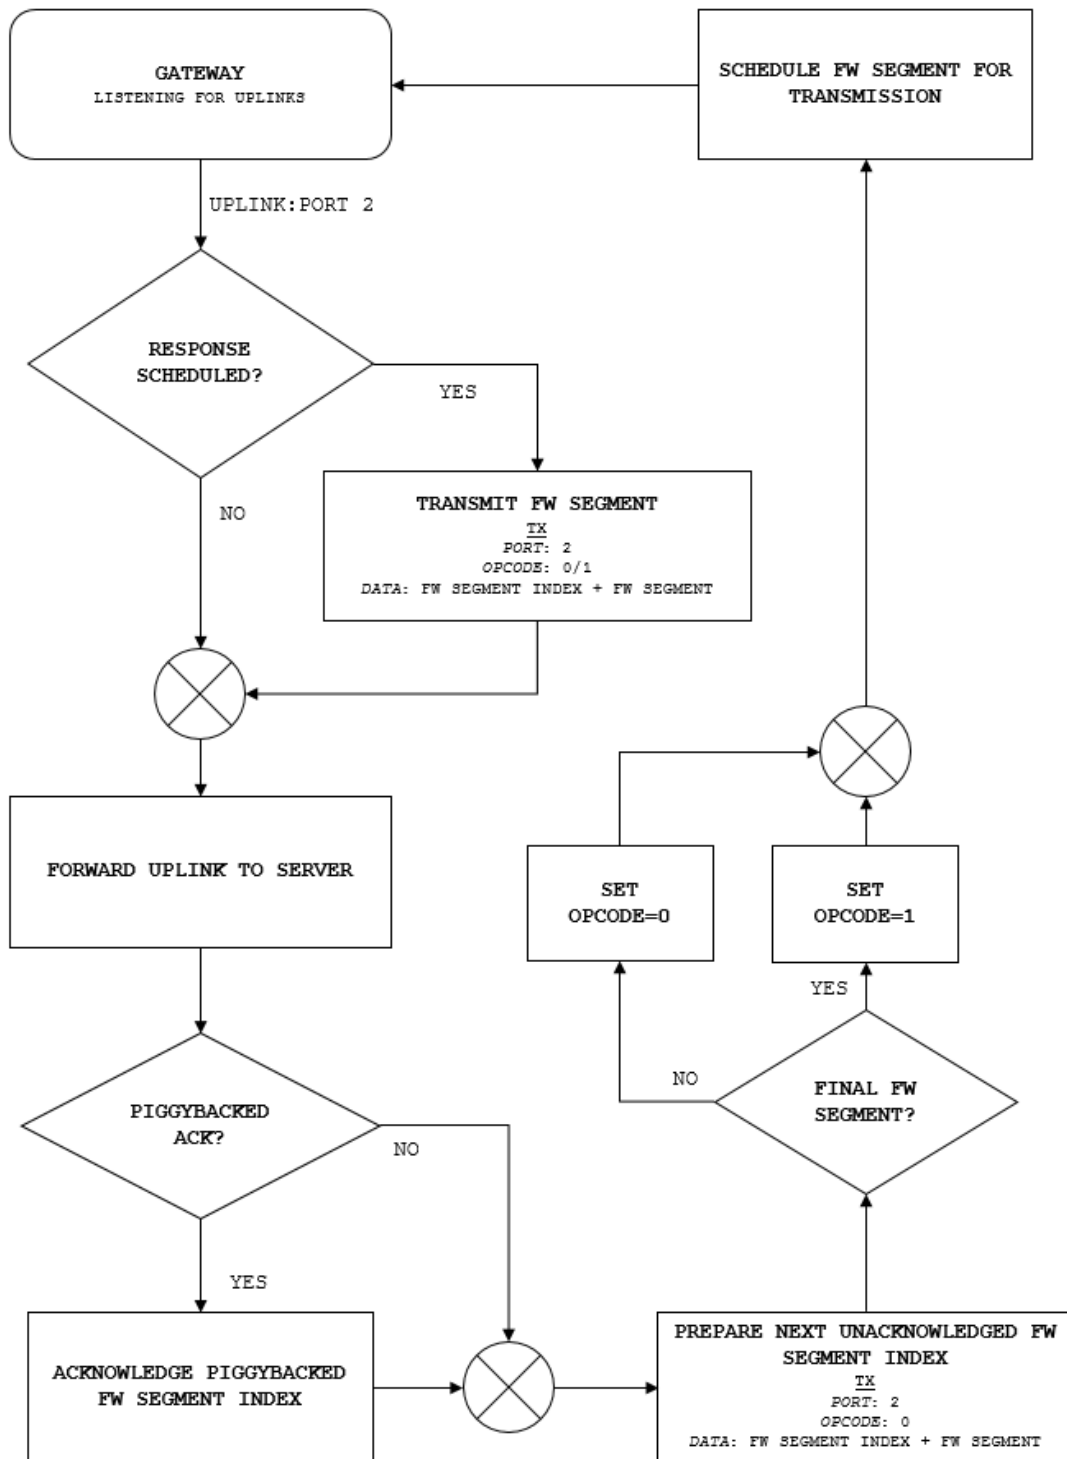 GATEWAY
LISTENING FOR UPLINKS
SCHEDULE FW SEGMENT FOR
TRANSMISSION
UPLINK:PORT 2
RESPONSE
SCHEDULED?
YES
NO
TRANSMIT FW SEGMENT
TX
PORT: 2
OPCODE: 0/1
DATA: FW SEGMENT INDEX + FW SEGMENT
FORWARD UPLINK TO SERVER
SET
OPCODE=0
SET
OPCODE=1
YES
NO
FINAL FW
SEGMENT?
PIGGYBACKED
ACK?
NO
YES
ACKNOWLEDGE PIGGYBACKED
FW SEGMENT INDEX
PREPARE NEXT UNACKNOWLEDGED FW
SEGMENT INDEX
TX
PORT: 2
OPCODE: 0
DATA: FW SEGMENT INDEX + FW SEGMENT